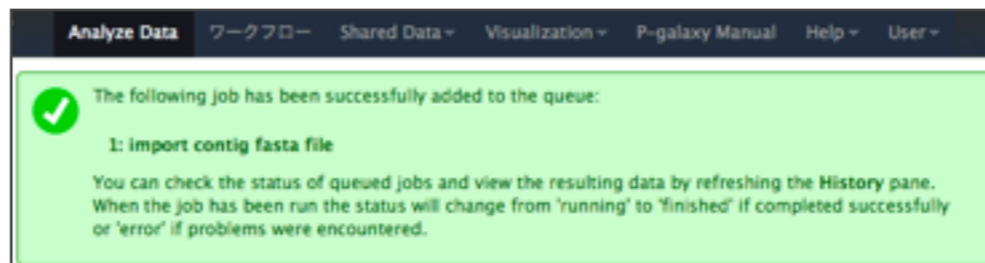 Analyze Data ワークフロー Shared Data Visualization P-galaxy Manual Help User
The following job has been successfully added to the queue:
1: import contig fasta file
You can check the status of queued jobs and view the resulting data by refreshing the History pane.
When the job has been run the status will change from 'running' to 'finished' if completed successfully
or 'error' if problems were encountered.